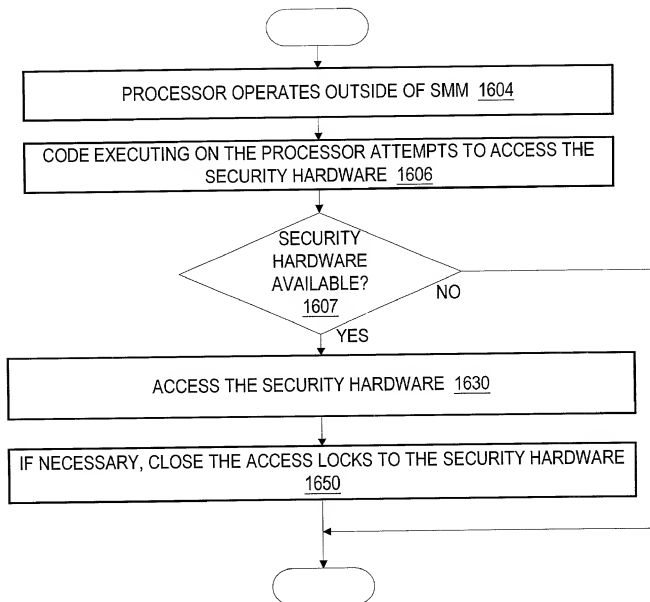 PROCESSOR OPERATES OUTSIDE OF SMM 1604
CODE EXECUTING ON THE PROCESSOR ATTEMPTS TO ACCESS THE
SECURITY HARDWARE 1606
SECURITY
HARDWARE
AVAILABLE?
1607
NO
YES
ACCESS THE SECURITY HARDWARE 1630
IF NECESSARY, CLOSE THE ACCESS LOCKS TO THE SECURITY HARDWARE
1650